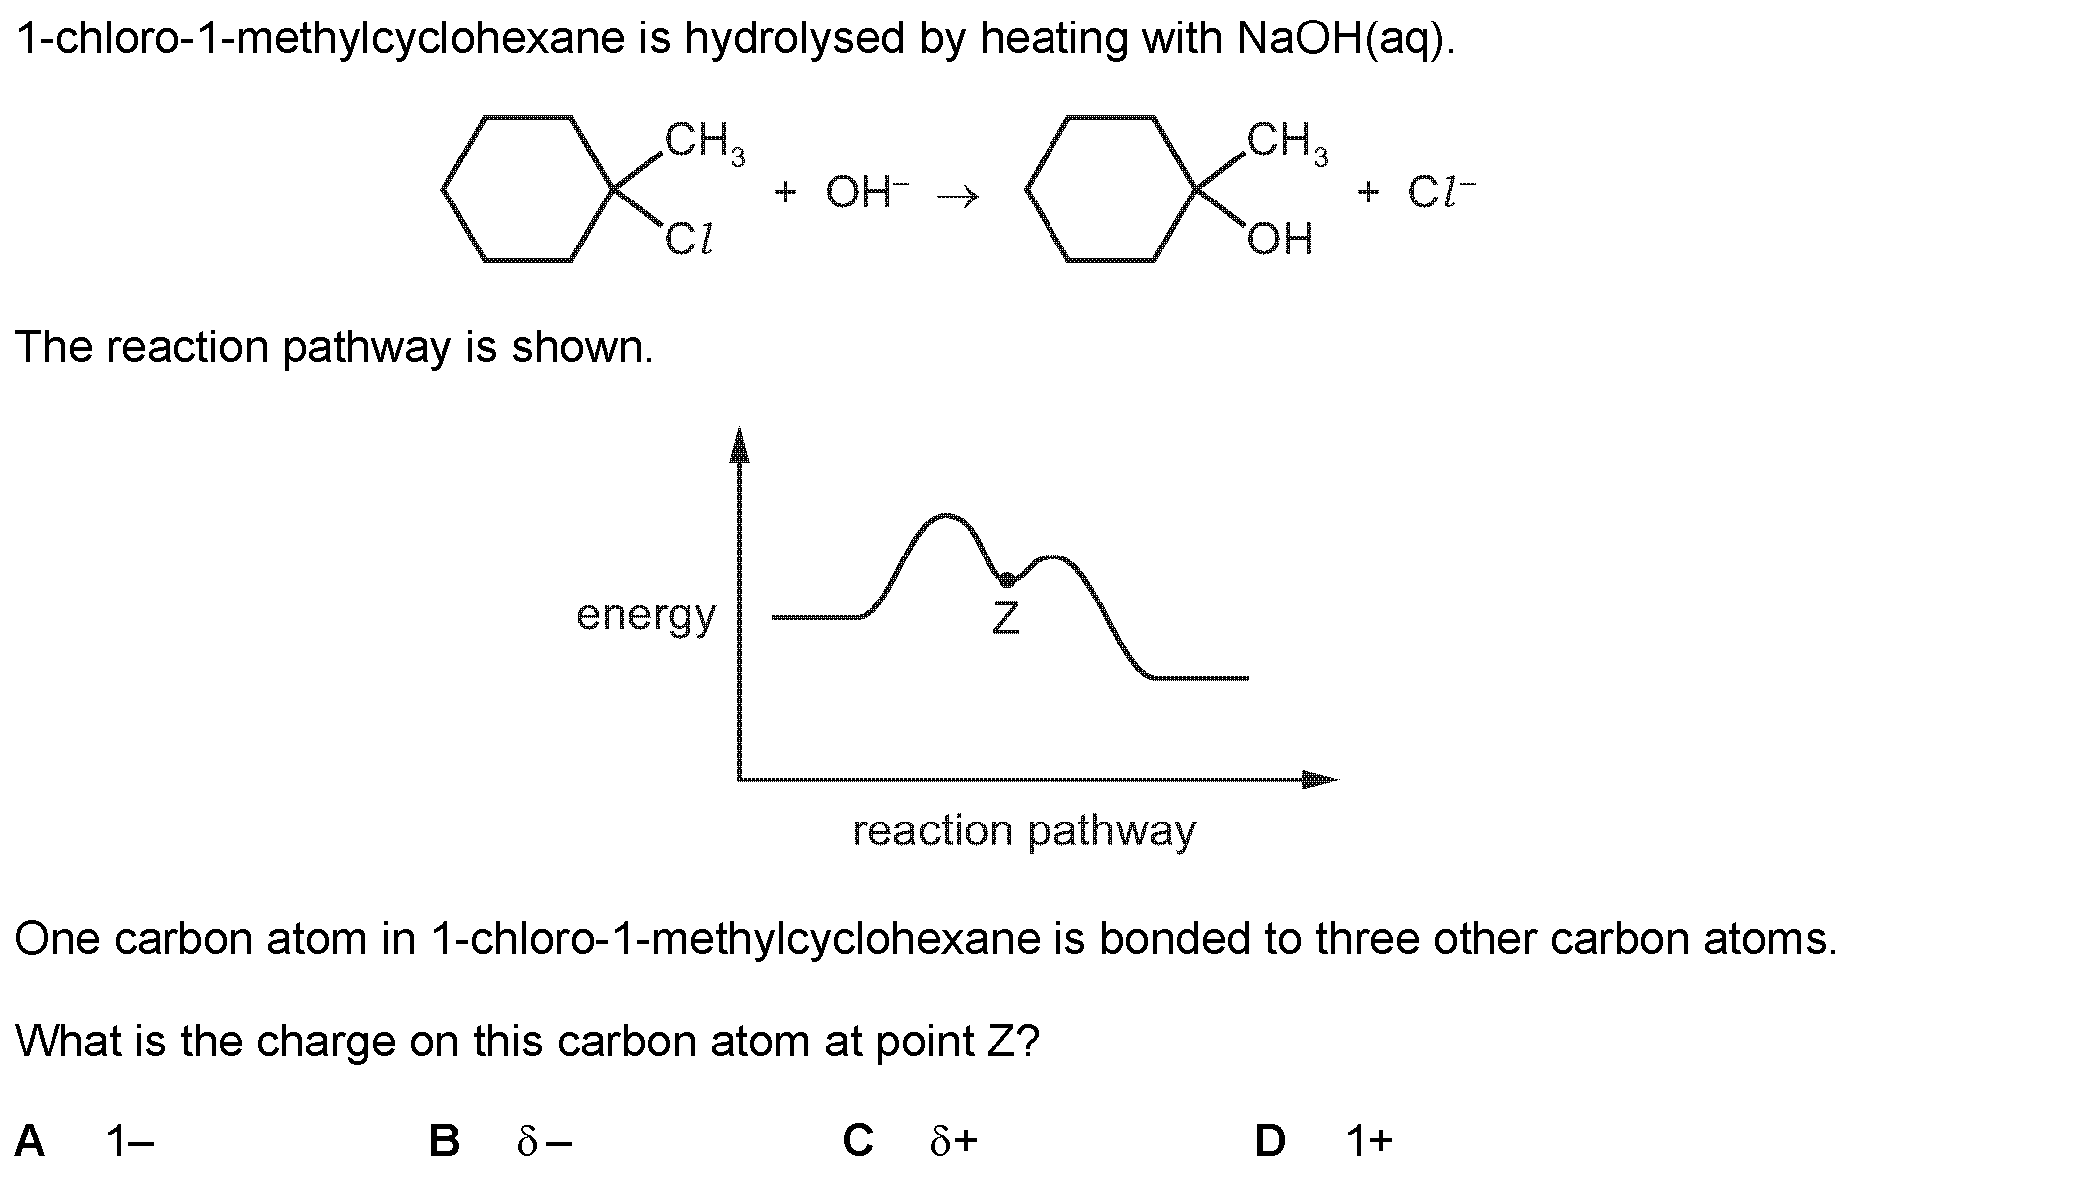 1-chloro-1-methylcyclohexane is hydrolysed by heating with NaOH(aq).
CH₃ CH₃
+ OH⁻ → + Cl⁻
Cl OH
The reaction pathway is shown.
energy
Z
reaction pathway
One carbon atom in 1-chloro-1-methylcyclohexane is bonded to three other carbon atoms.
What is the charge on this carbon atom at point Z?
A 1– B δ– C δ+ D 1+